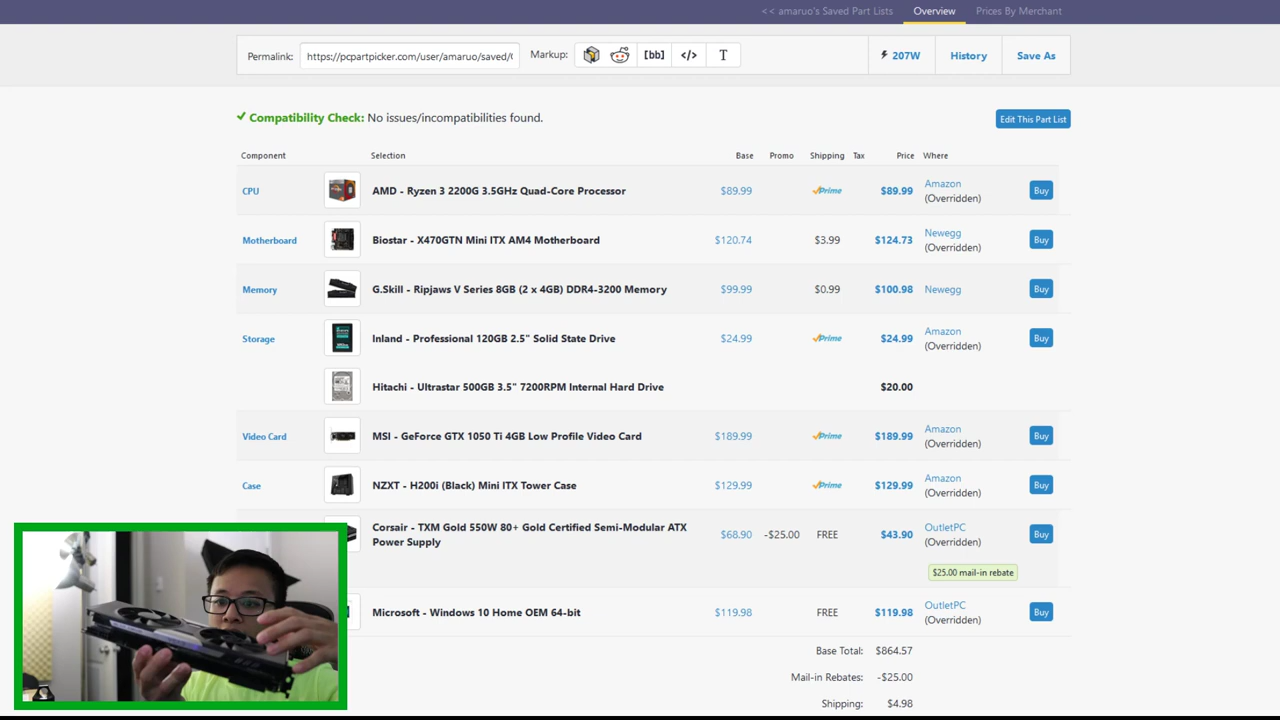 << amaruo's Saved Part Lists Overview Prices By Merchant
Permalink: https://pcpartpicker.com/user/amaruo/saved/ Markup: [bb] </> T 207W History Save As
Compatibility Check: No issues/incompatibilities found. Edit This Part List
Component Selection Base Promo Shipping Tax Price Where
CPU AMD - Ryzen 3 2200G 3.5GHz Quad-Core Processor $89.99 Prime $89.99 Amazon (Overridden) Buy
Motherboard Biostar - X470GTN Mini ITX AM4 Motherboard $120.74 $3.99 $124.73 Newegg (Overridden) Buy
Memory G.Skill - Ripjaws V Series 8GB (2 x 4GB) DDR4-3200 Memory $99.99 $0.99 $100.98 Newegg Buy
Storage Inland - Professional 120GB 2.5" Solid State Drive $24.99 Prime $24.99 Amazon (Overridden) Buy
Hitachi - Ultrastar 500GB 3.5" 7200RPM Internal Hard Drive $20.00
Video Card MSI - GeForce GTX 1050 Ti 4GB Low Profile Video Card $189.99 Prime $189.99 Amazon (Overridden) Buy
Case NZXT - H200i (Black) Mini ITX Tower Case $129.99 Prime $129.99 Amazon (Overridden) Buy
Corsair - TXM Gold 550W 80+ Gold Certified Semi-Modular ATX
Power Supply $68.90 -$25.00 FREE $43.90 OutletPC (Overridden) Buy
$25.00 mail-in rebate
Microsoft - Windows 10 Home OEM 64-bit $119.98 FREE $119.98 OutletPC (Overridden) Buy
Base Total: $864.57
Mail-in Rebates: -$25.00
Shipping: $4.98